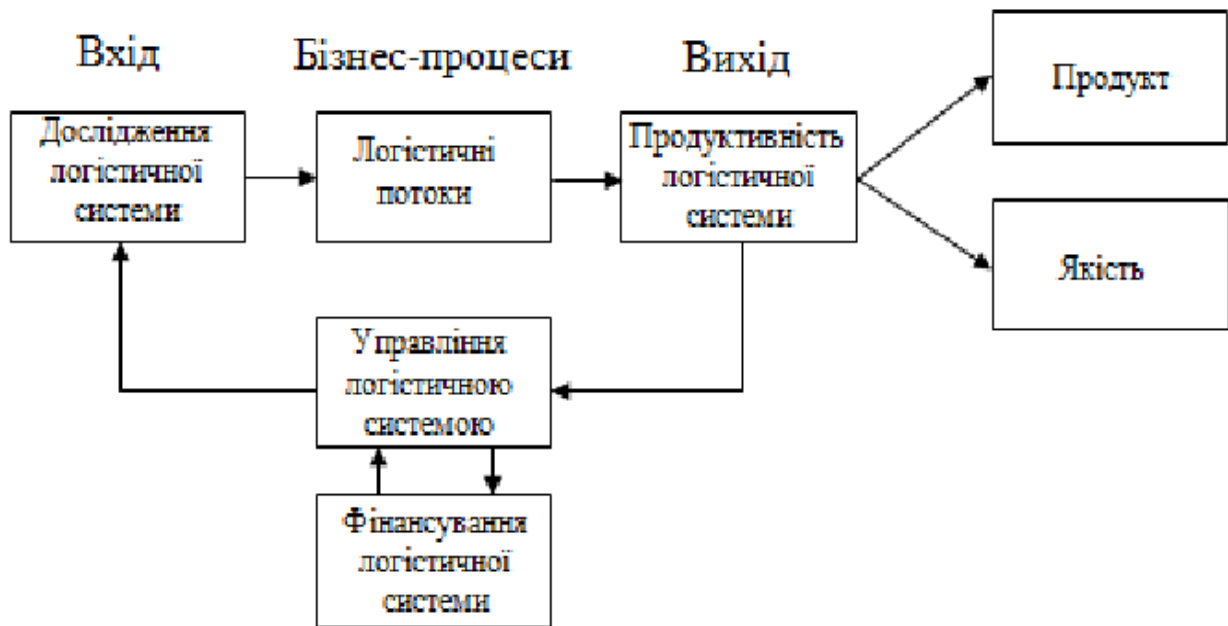 Вхід
Бізнес-процеси
Вихід
Продукт
Дослідження
логістичної
системи
Логістичні
потоки
Продуктивність
логістичної
системи
Якість
Управління
логістичною
системою
Фінансування
логістичної
системи